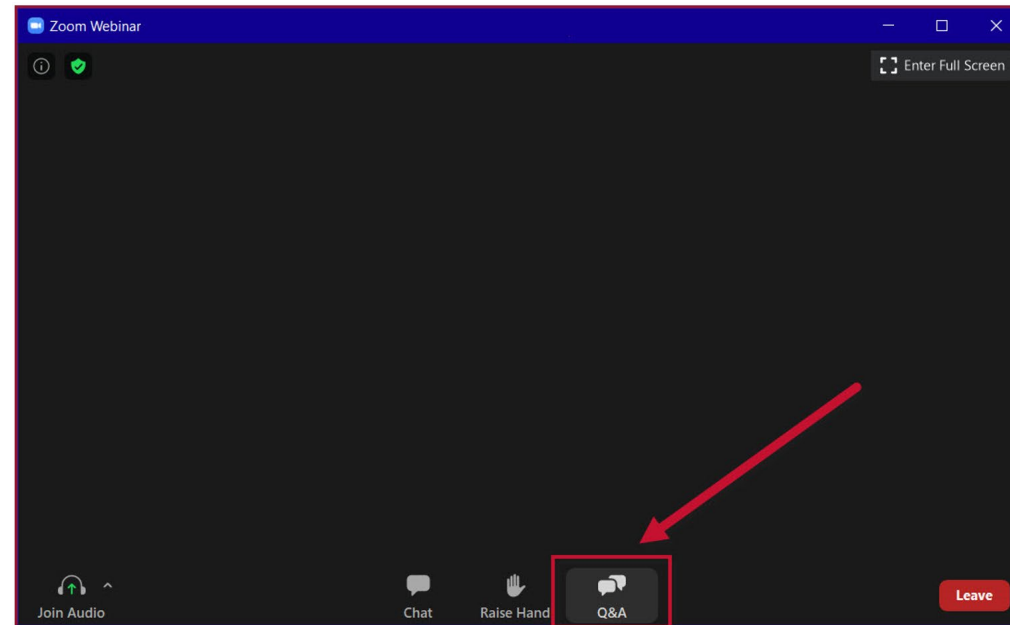 Zoom Webinar
Enter Full Screen
Join Audio
Chat
Raise Hand
Q&A
Leave